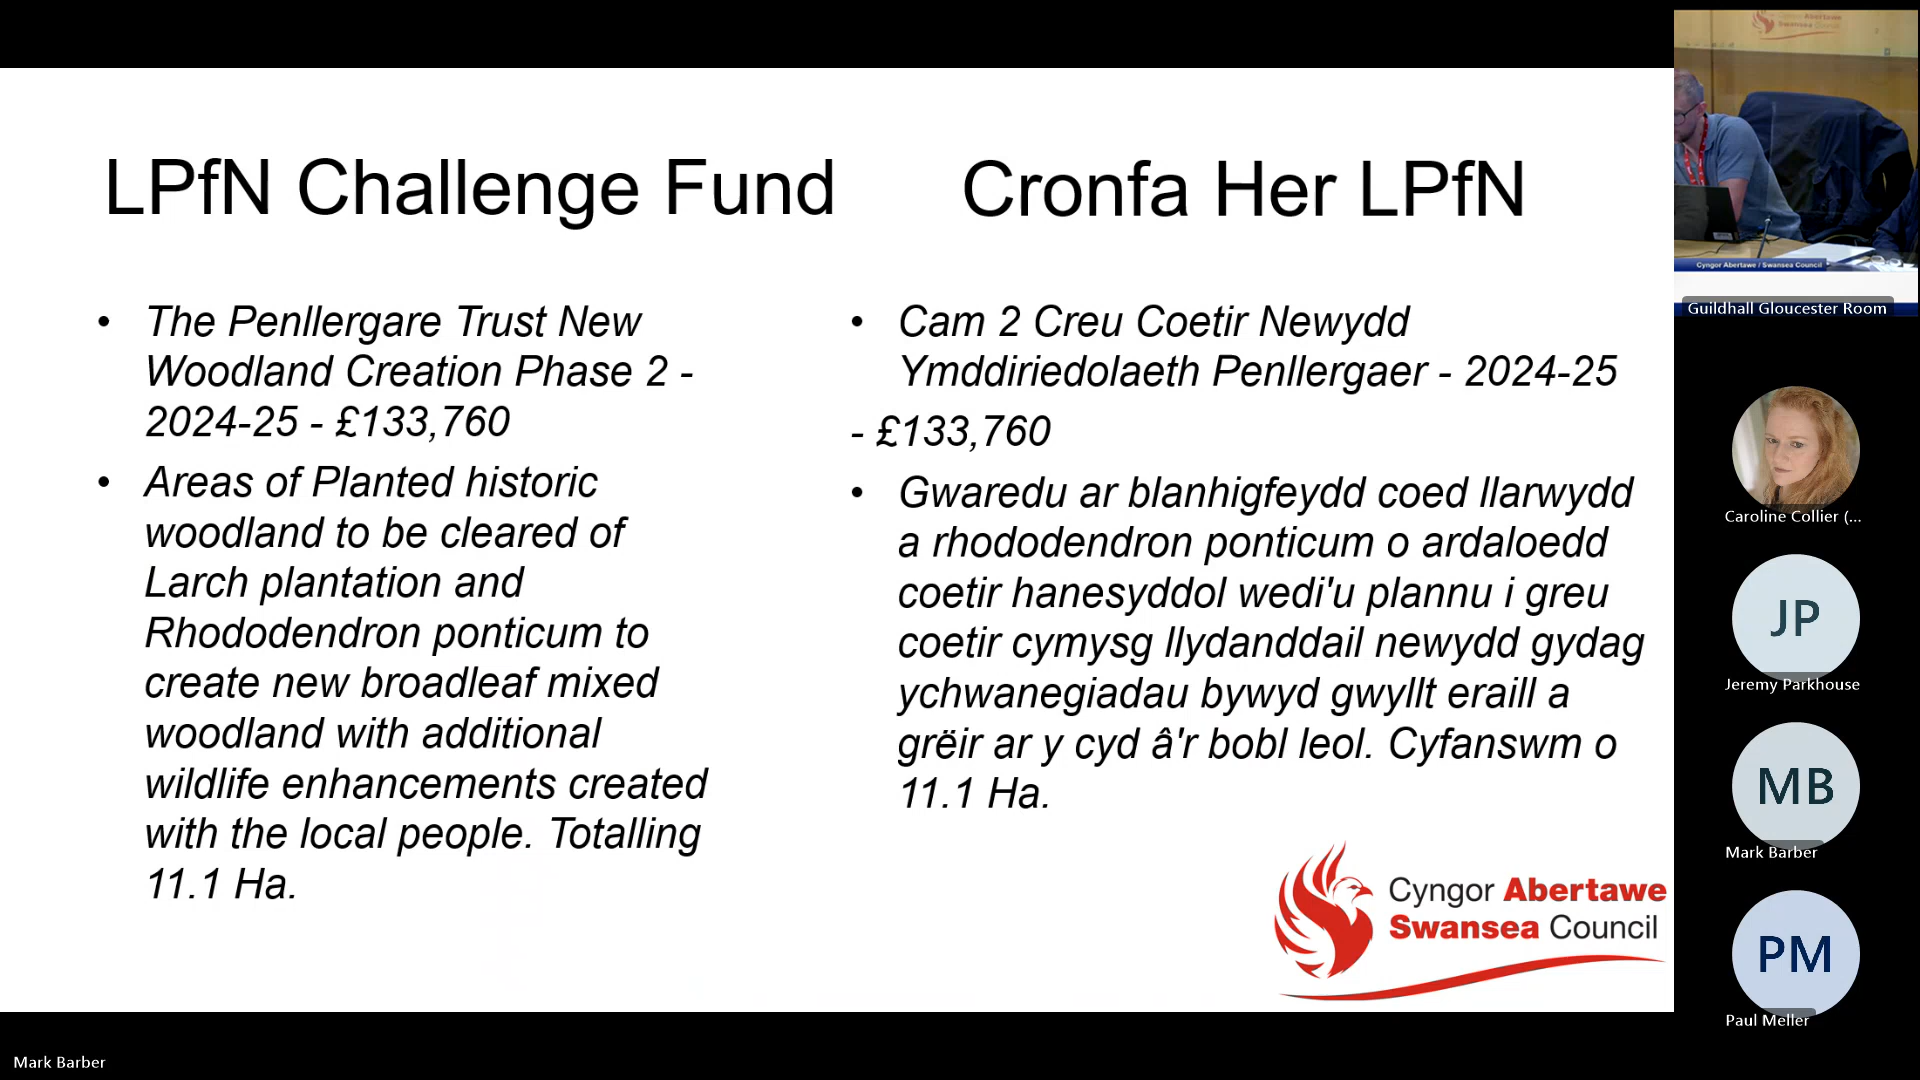 LPfN Challenge Fund
• The Penllergare Trust New
Woodland Creation Phase 2 -
2024-25 - £133,760
• Areas of Planted historic
woodland to be cleared of
Larch plantation and
Rhododendron ponticum to
create new broadleaf mixed
woodland with additional
wildlife enhancements created
with the local people. Totalling
11.1 Ha.
Cronfa Her LPfN
• Cam 2 Creu Coetir Newydd
Ymddiriedolaeth Penllergaer - 2024-25
- £133,760
• Gwaredu ar blanhigfeydd coed llarwydd
a rhododendron ponticum o ardaloedd
coetir hanesyddol wedi'u plannu i greu
coetir cymysg llydanddail newydd gydag
ychwanegiadau bywyd gwyllt eraill a
grëir ar y cyd â'r bobl leol. Cyfanswm o
11.1 Ha.
Cyngor Abertawe
Swansea Council
Cyngor Abertawe / Swansea Council
Guildhall Gloucester Room
Caroline Collier (...
JP
Jeremy Parkhouse
MB
Mark Barber
PM
Paul Meller
Mark Barber